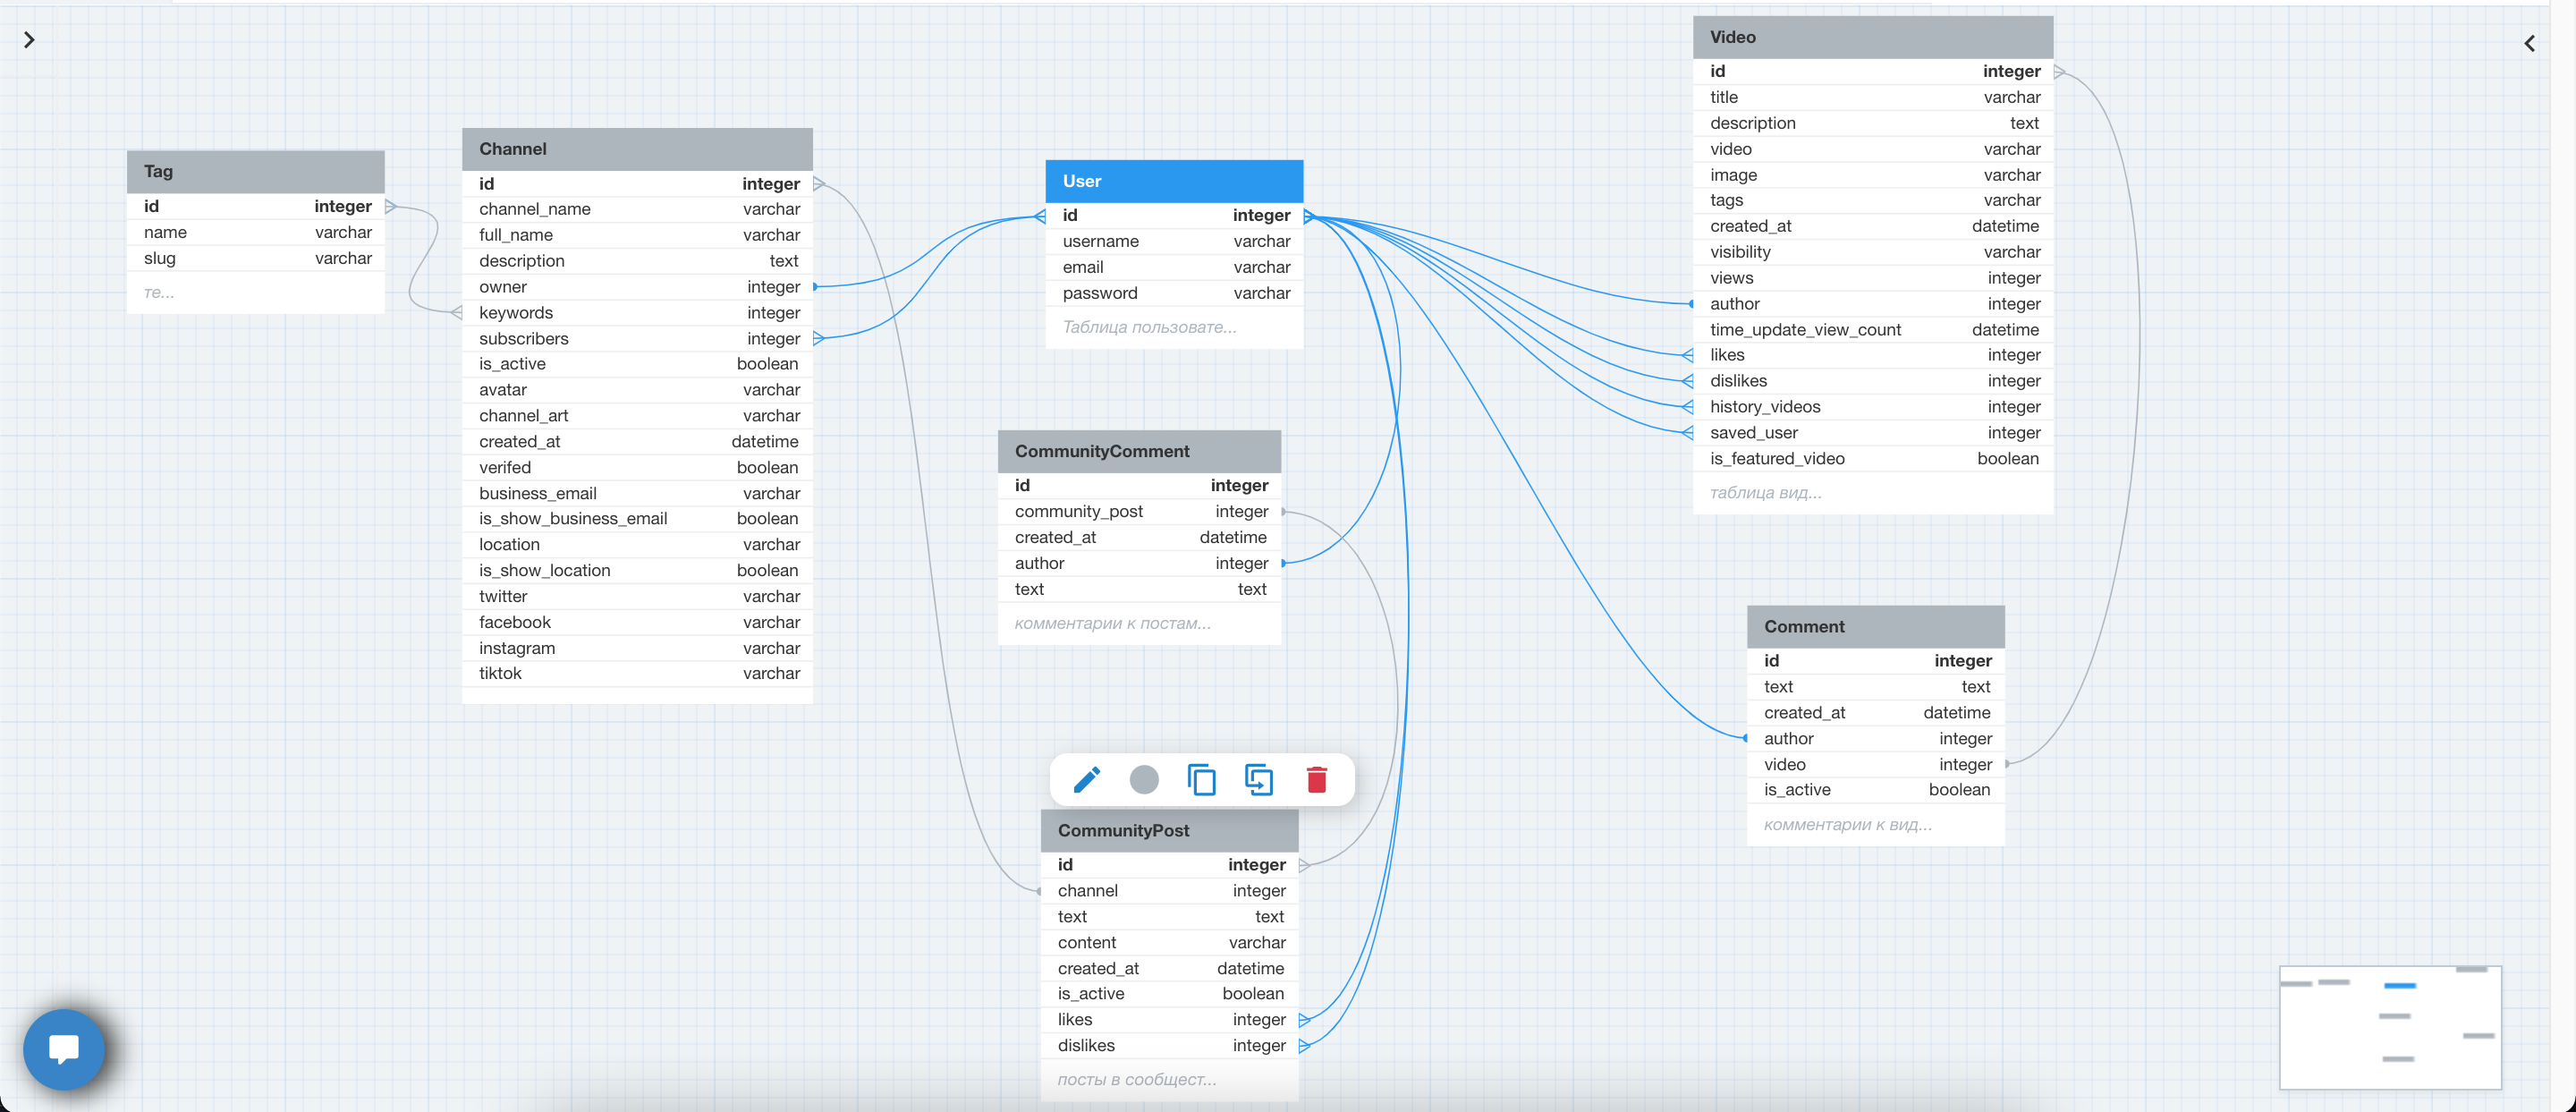 Tag
id integer
name varchar
slug varchar
те...
Channel
id integer
channel_name varchar
full_name varchar
description text
owner integer
keywords integer
subscribers integer
is_active boolean
avatar varchar
channel_art varchar
created_at datetime
verifed boolean
business_email varchar
is_show_business_email boolean
location varchar
is_show_location boolean
twitter varchar
facebook varchar
instagram varchar
tiktok varchar
User
id integer
username varchar
email varchar
password varchar
Таблица пользовате...
CommunityComment
id integer
community_post integer
created_at datetime
author integer
text text
комментарии к постам...
CommunityPost
id integer
channel integer
text text
content varchar
created_at datetime
is_active boolean
likes integer
dislikes integer
посты в сообщест...
Video
id integer
title varchar
description text
video varchar
image varchar
tags varchar
created_at datetime
visibility varchar
views integer
author integer
time_update_view_count datetime
likes integer
dislikes integer
history_videos integer
saved_user integer
is_featured_video boolean
таблица вид...
Comment
id integer
text text
created_at datetime
author integer
video integer
is_active boolean
комментарии к вид...